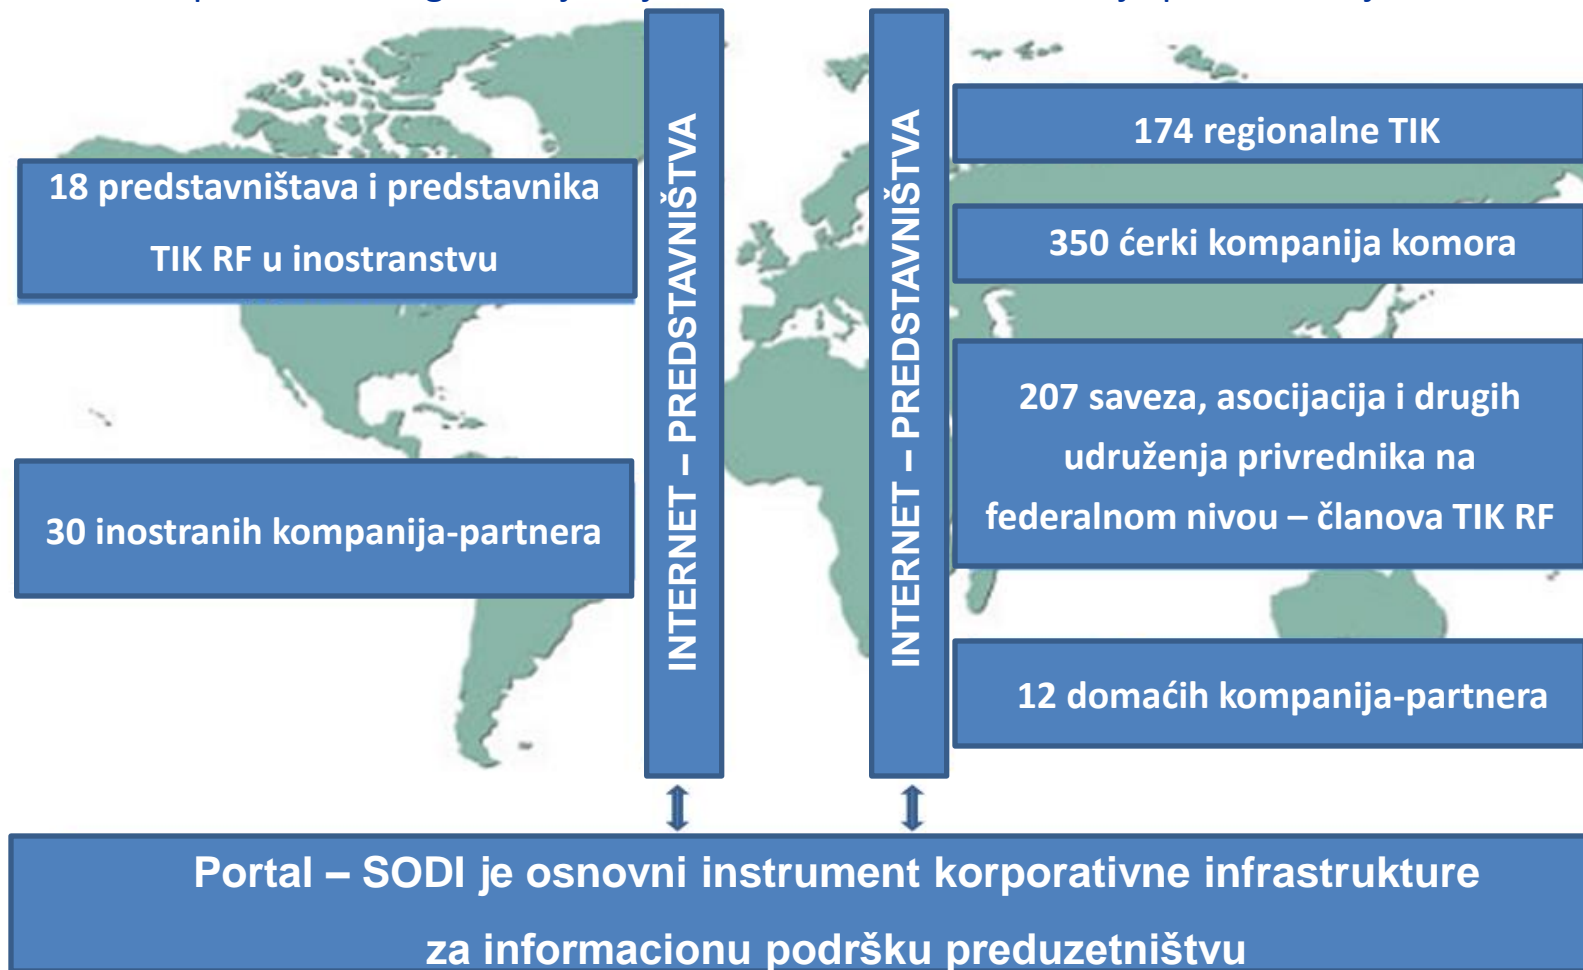 18 predstavništava i predstavnika
TIK RF u inostranstvu
30 inostranih kompanija-partnera
INTERNET – PREDSTAVNIŠTVA
INTERNET – PREDSTAVNIŠTVA
174 regionalne TIK
350 ćerki kompanija komora
207 saveza, asocijacija i drugih
udruženja privrednika na
federalnom nivou – članova TIK RF
12 domaćih kompanija-partnera
Portal – SODI je osnovni instrument korporativne infrastrukture
za informacionu podršku preduzetništvu